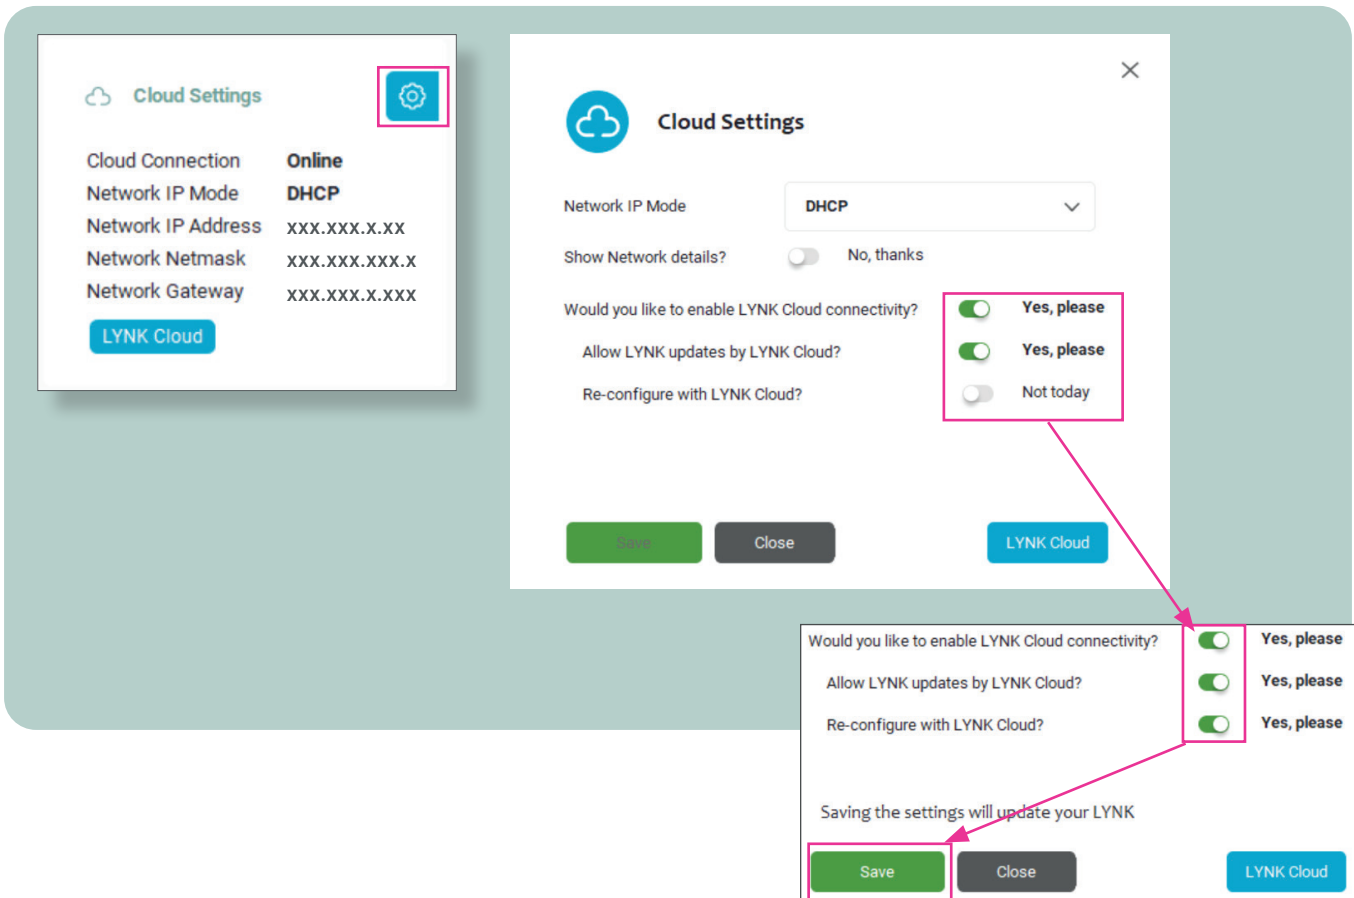 Cloud Settings
Cloud Connection Online
Network IP Mode DHCP
Network IP Address xxx.xxx.x.xx
Network Netmask xxx.xxx.xxx.x
Network Gateway xxx.xxx.x.xxx
LYNK Cloud
Cloud Settings
Network IP Mode DHCP
Show Network details? No, thanks
Would you like to enable LYNK Cloud connectivity? Yes, please
Allow LYNK updates by LYNK Cloud? Yes, please
Re-configure with LYNK Cloud? Not today
Save Close LYNK Cloud
Would you like to enable LYNK Cloud connectivity? Yes, please
Allow LYNK updates by LYNK Cloud? Yes, please
Re-configure with LYNK Cloud? Yes, please
Saving the settings will update your LYNK
Save Close LYNK Cloud